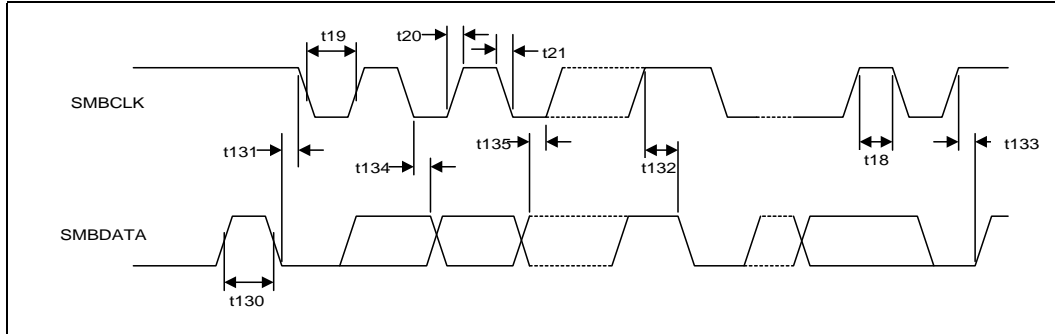 t19
t20
t21
SMBCLK
t131
t134
t135
t132
t18
t133
SMBDATA
t130